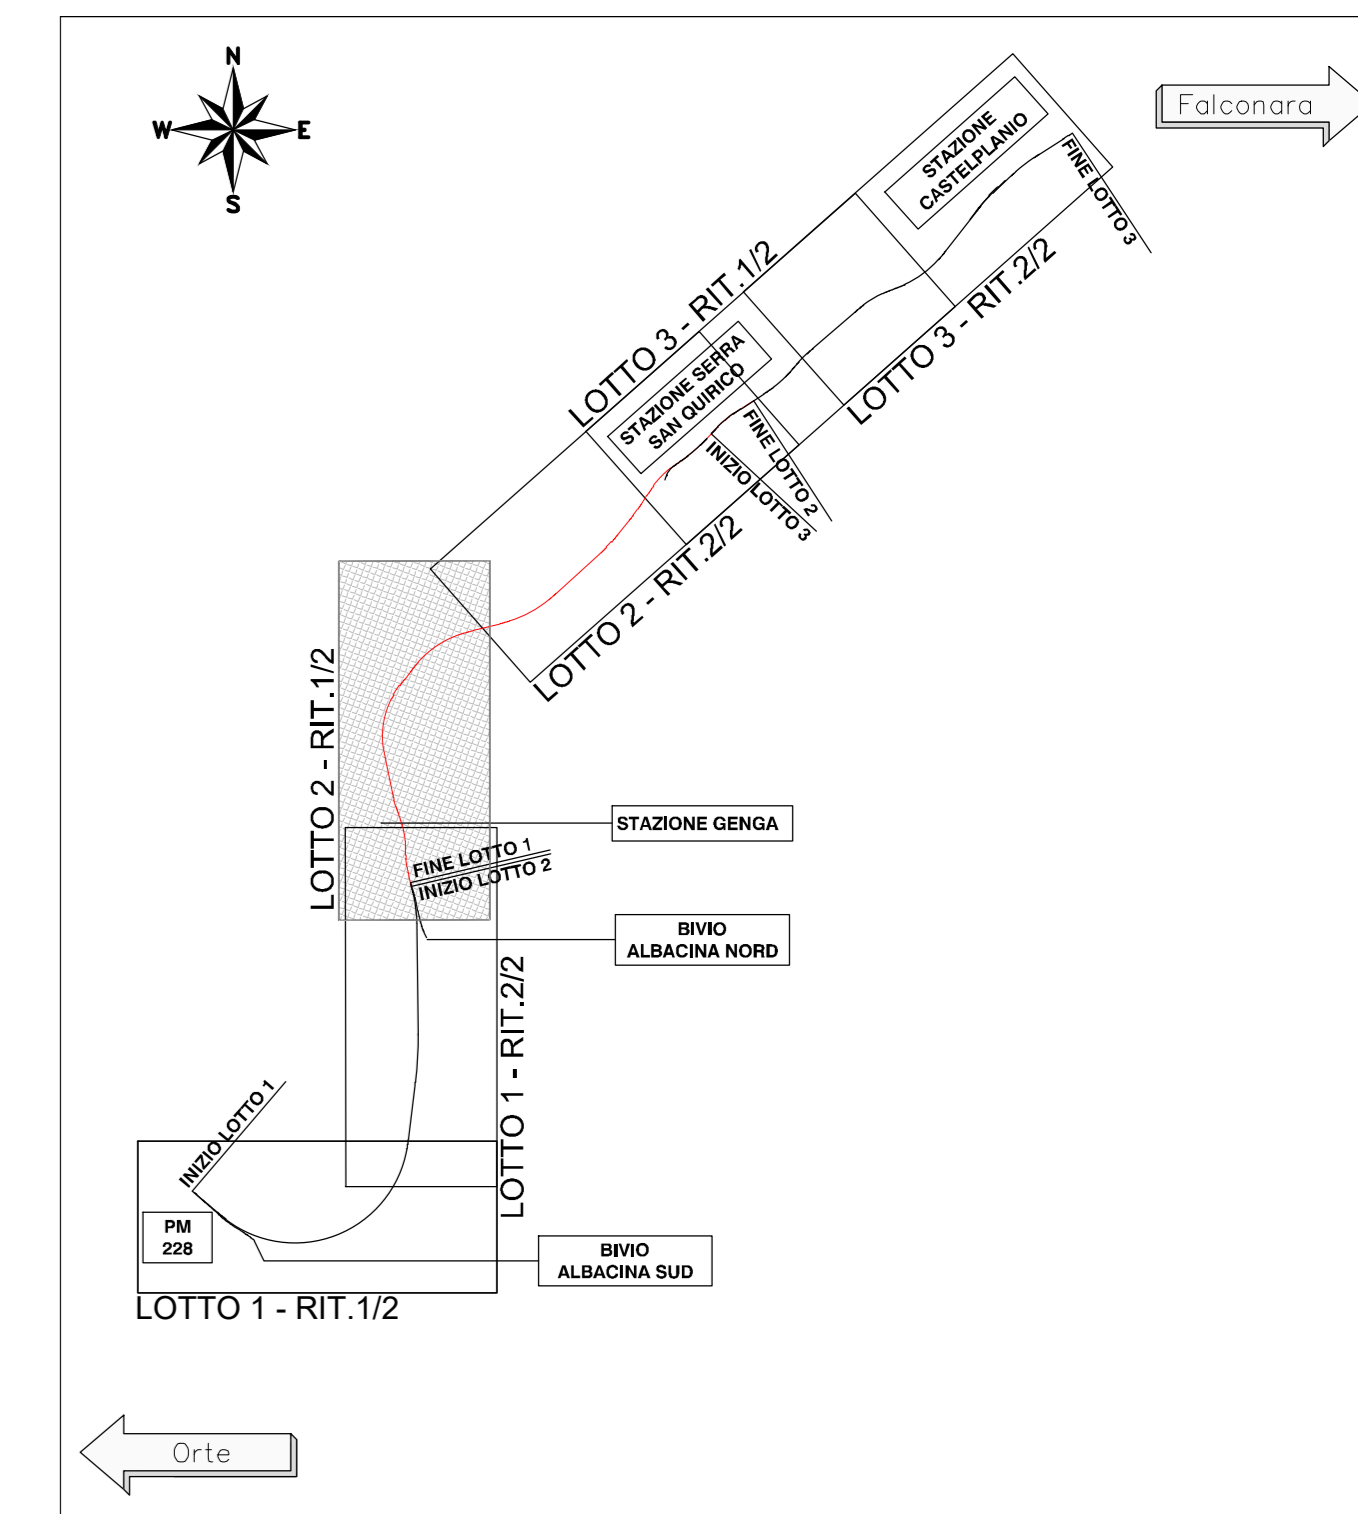 N
W
E
S
Falconara
STAZIONE
CASTELPLANIO
FINE LOTTO 3
LOTTO 3 - RIT.1/2
LOTTO 3 - RIT.2/2
STAZIONE SERRA
SAN QUIRICO
FINE LOTTO 2
INIZIO LOTTO 3
LOTTO 2 - RIT.2/2
LOTTO 2 - RIT.1/2
STAZIONE GENGA
FINE LOTTO 1
INIZIO LOTTO 2
BIVIO
ALBACINA NORD
LOTTO 1 - RIT.2/2
INIZIO LOTTO 1
PM
228
BIVIO
ALBACINA SUD
LOTTO 1 - RIT.1/2
Orte